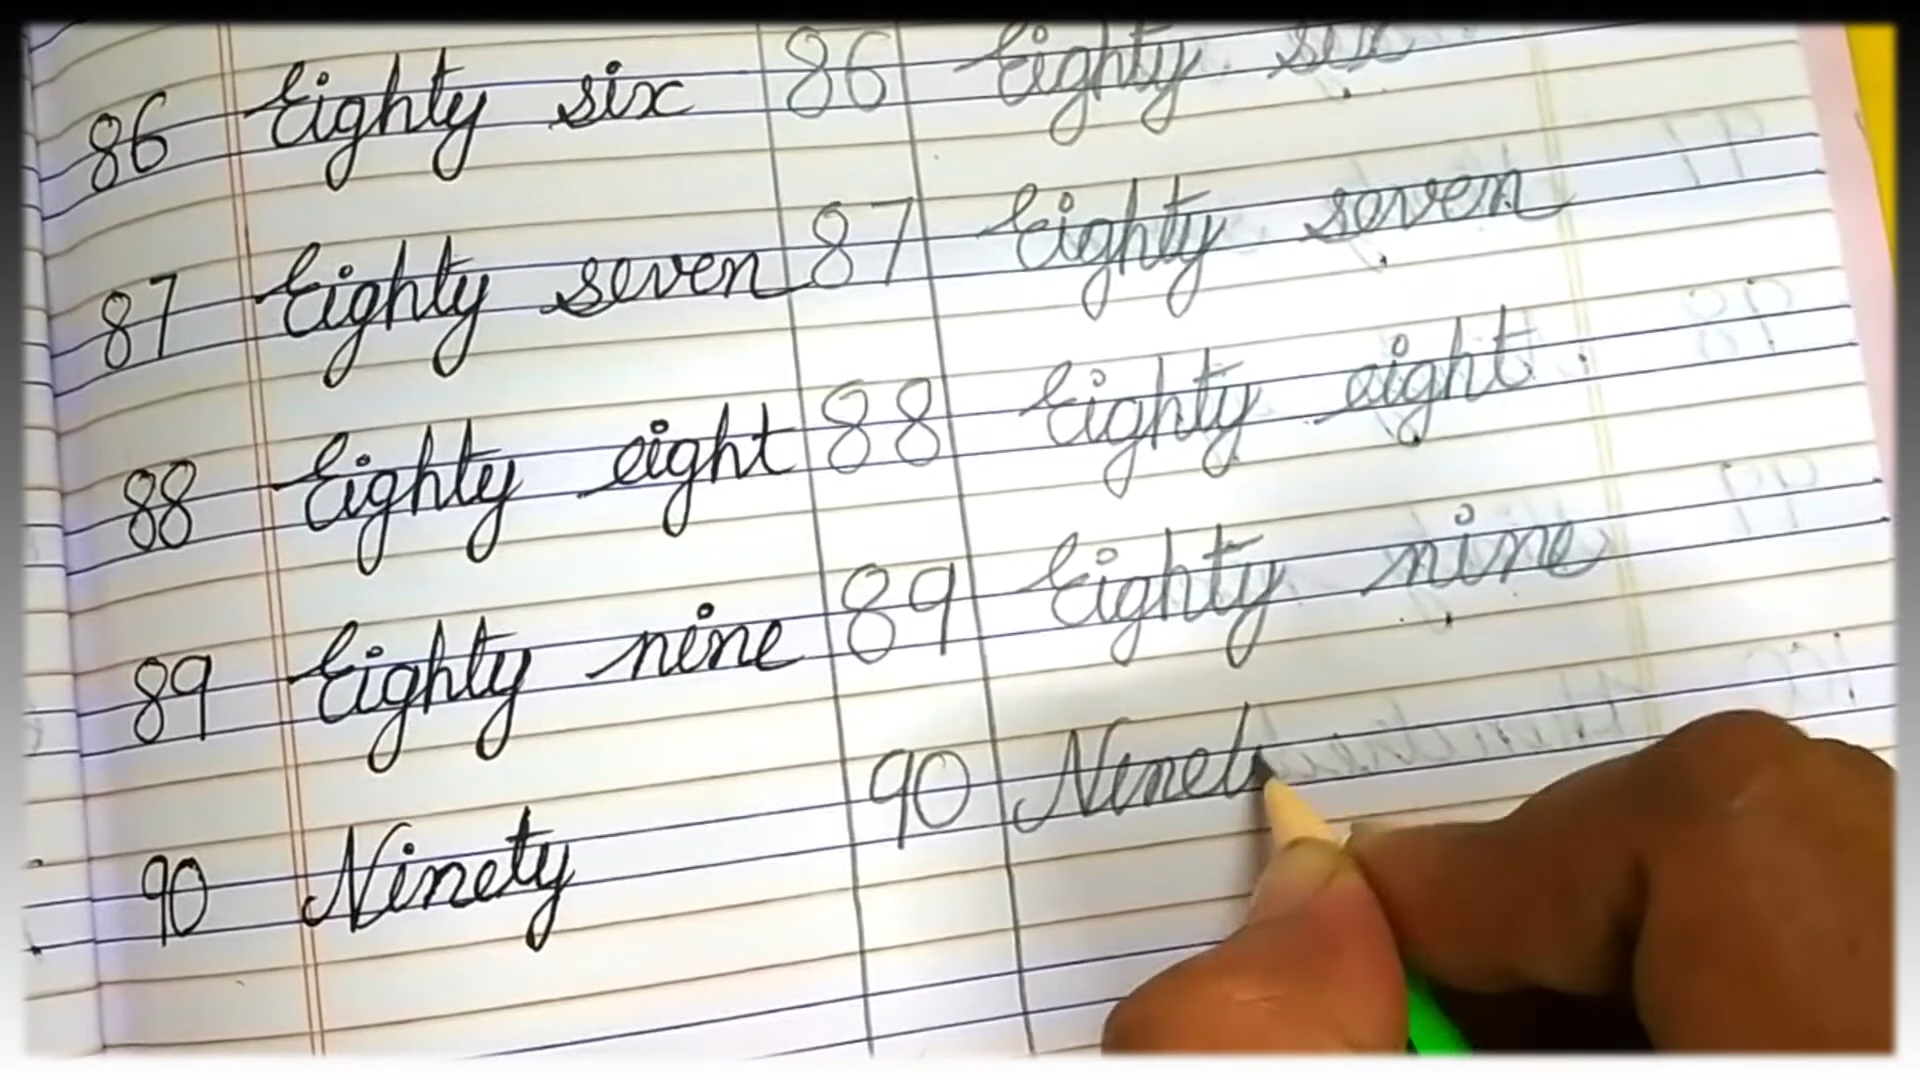 86 Eighty six 86 Eighty six
87 Eighty seven 87 Eighty seven
88 Eighty eight 88 Eighty eight
89 Eighty nine 89 Eighty nine
90 Ninety 90 Ninet